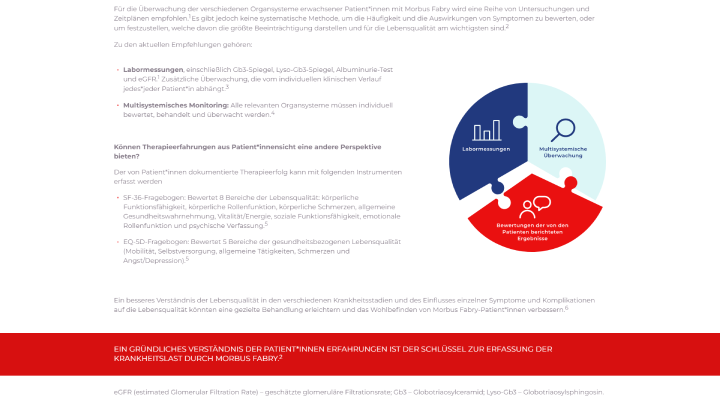 Für die Überwachung der verschiedenen Organsysteme erwachsener Patient*innen mit Morbus Fabry wird eine Reihe von Untersuchungen und
Zeitplänen empfohlen.1 Es gibt jedoch keine systematische Methode, um die Häufigkeit und die Auswirkungen von Symptomen zu bewerten, oder
um festzustellen, welche davon die größte Beeinträchtigung darstellen und für die Lebensqualität am wichtigsten sind.2
Zu den aktuellen Empfehlungen gehören:
• Labormessungen, einschließlich Gb3-Spiegel, Lyso-Gb3-Spiegel, Albuminurie-Test
und eGFR.1 Zusätzliche Überwachung, die vom individuellen klinischen Verlauf
jedes*jeder Patient*in abhängt.3
• Multisystemisches Monitoring: Alle relevanten Organsysteme müssen individuell
bewertet, behandelt und überwacht werden.4
Können Therapieerfahrungen aus Patient*innensicht eine andere Perspektive
bieten?
Der von Patient*innen dokumentierte Therapieerfolg kann mit folgenden Instrumenten
erfasst werden
• SF-36-Fragebogen: Bewertet 8 Bereiche der Lebensqualität: körperliche
Funktionsfähigkeit, körperliche Rollenfunktion, körperliche Schmerzen, allgemeine
Gesundheitswahrnehmung, Vitalität/Energie, soziale Funktionsfähigkeit, emotionale
Rollenfunktion und psychische Verfassung.5
• EQ-5D-Fragebogen: Bewertet 5 Bereiche der gesundheitsbezogenen Lebensqualität
(Mobilität, Selbstversorgung, allgemeine Tätigkeiten, Schmerzen und
Angst/Depression).5
Labormessungen
Multisystemische
Überwachung
Bewertungen der von den
Patienten berichteten
Ergebnisse
Ein besseres Verständnis der Lebensqualität in den verschiedenen Krankheitsstadien und des Einflusses einzelner Symptome und Komplikationen
auf die Lebensqualität könnten eine gezielte Behandlung erleichtern und das Wohlbefinden von Morbus Fabry-Patient*innen verbessern.6
EIN GRÜNDLICHES VERSTÄNDNIS DER PATIENT*INNEN ERFAHRUNGEN IST DER SCHLÜSSEL ZUR ERFASSUNG DER
KRANKHEITSLAST DURCH MORBUS FABRY.2
eGFR (estimated Glomerular Filtration Rate) – geschätzte glomeruläre Filtrationsrate; Gb3 – Globotriaosylceramid; Lyso-Gb3 – Globotriaosylsphingosin.